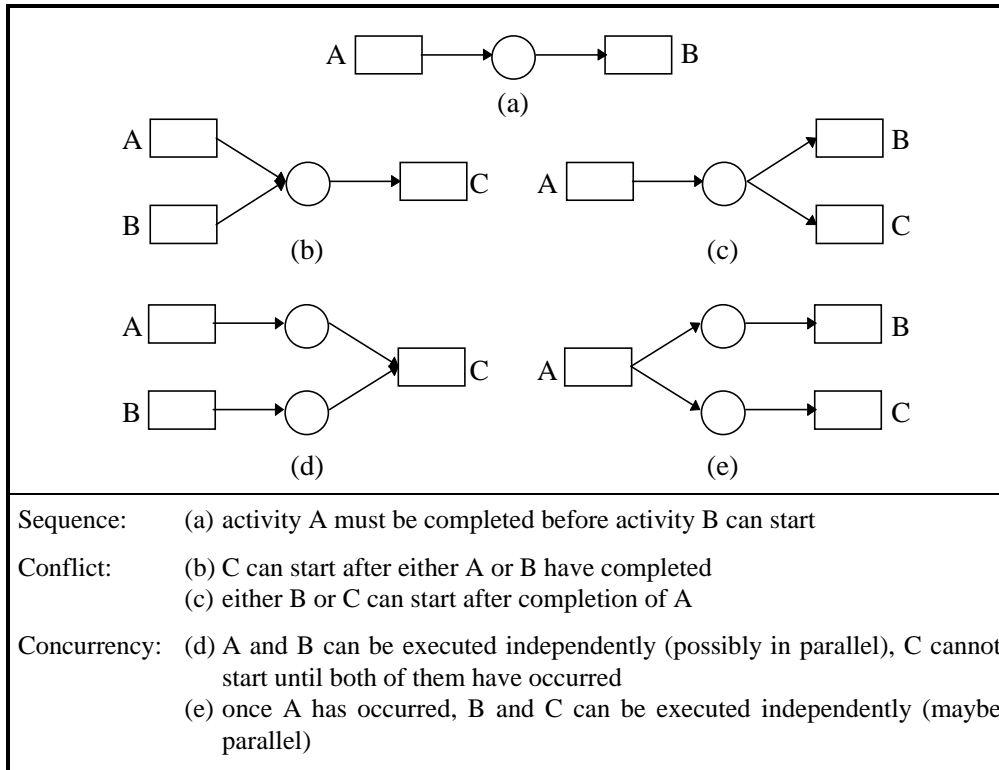 A B
(a)
A B
C A
B C
(b) (c)
A B
C A
B C
(d) (e)
Sequence: (a) activity A must be completed before activity B can start
Conflict: (b) C can start after either A or B have completed
(c) either B or C can start after completion of A
Concurrency: (d) A and B can be executed independently (possibly in parallel), C cannot
start until both of them have occurred
(e) once A has occurred, B and C can be executed independently (maybe
parallel)